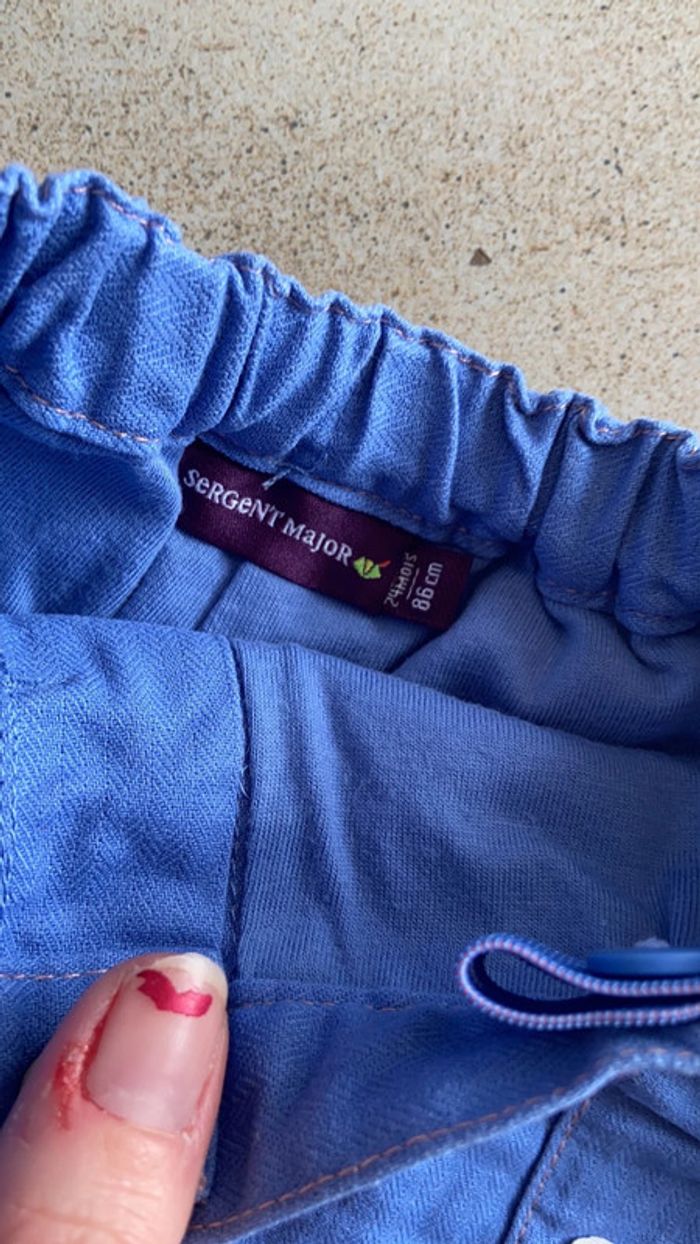 SeRGeNT MajoR
24MOIS
86 cm